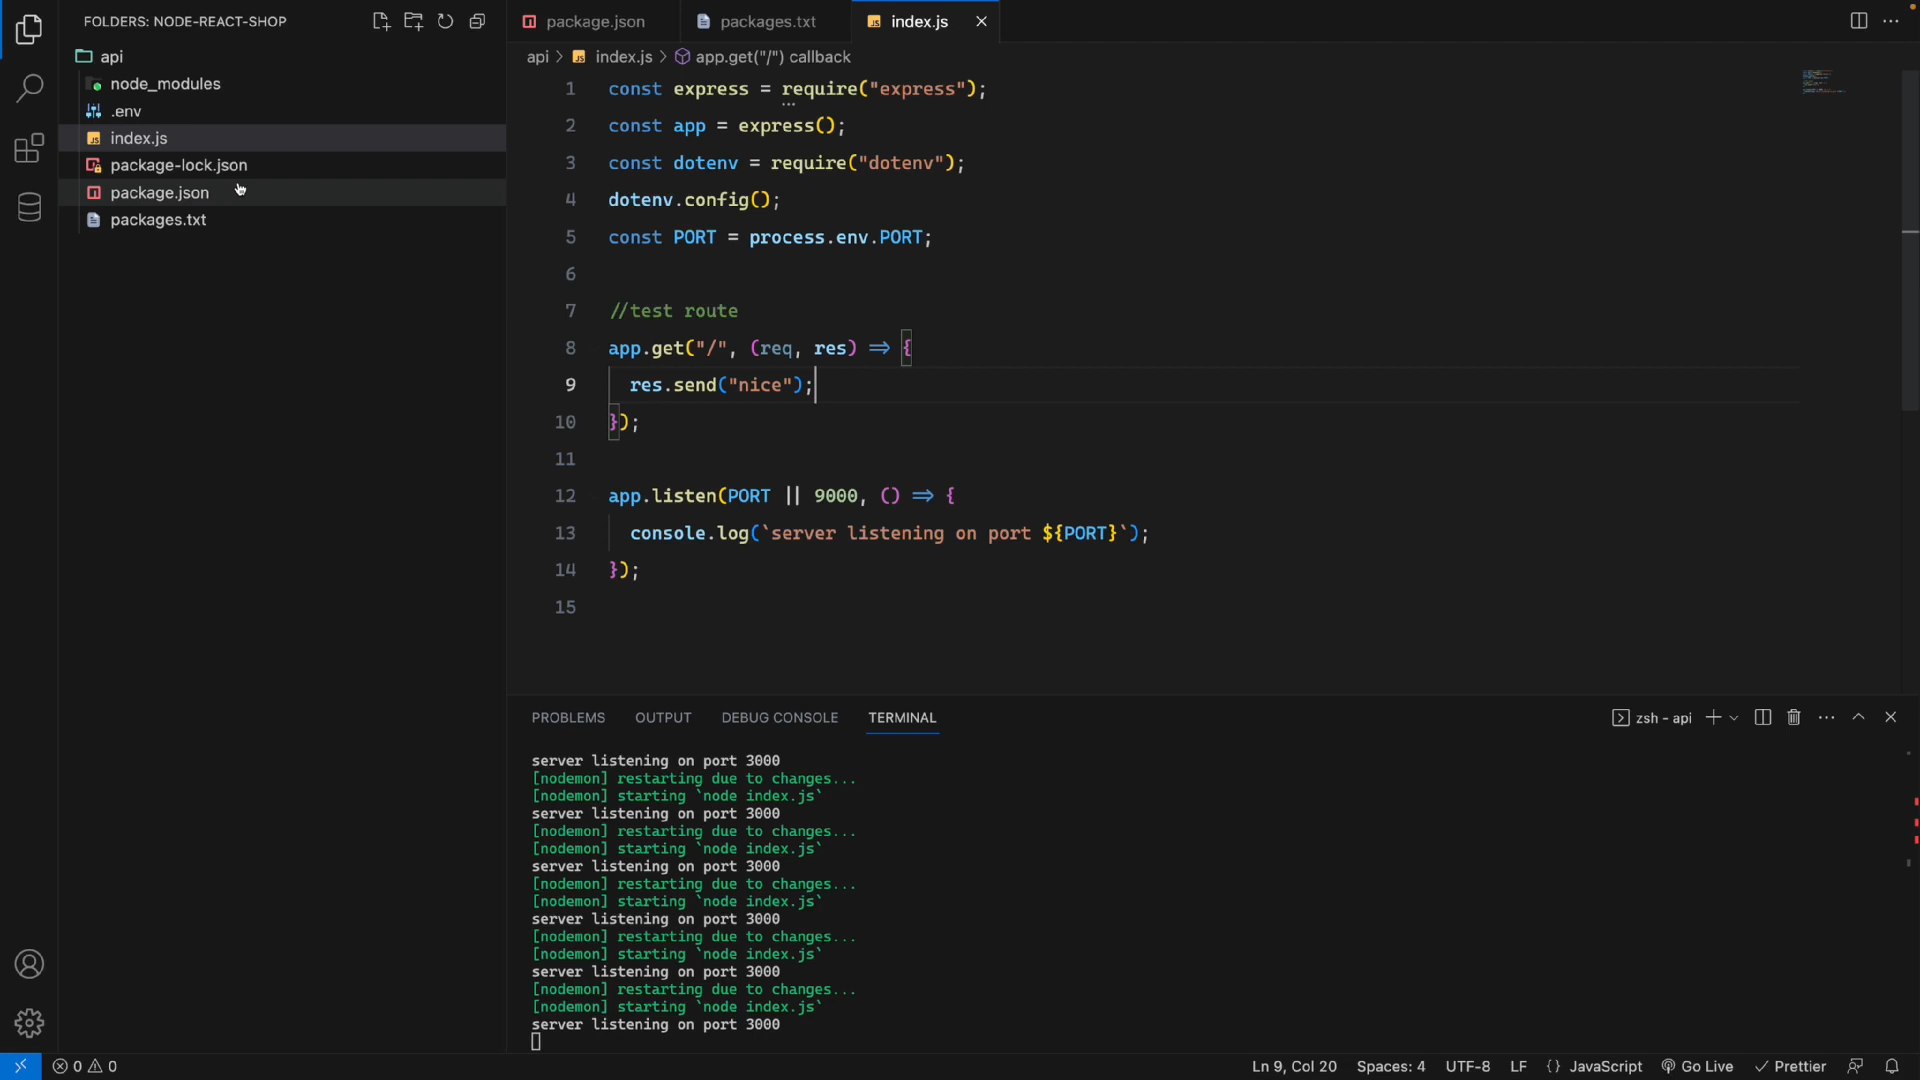 FOLDERS: NODE-REACT-SHOP
api
node_modules
.env
index.js
package-lock.json
package.json
packages.txt
package.json
packages.txt
index.js
api > index.js > app.get("/") callback
1 const express = require("express");
2 const app = express();
3 const dotenv = require("dotenv");
4 dotenv.config();
5 const PORT = process.env.PORT;
6
7 //test route
8 app.get("/", (req, res) => {
9 res.send("nice");
10 });
11
12 app.listen(PORT || 9000, () => {
13 console.log(`server listening on port ${PORT}`);
14 });
15
PROBLEMS OUTPUT DEBUG CONSOLE TERMINAL
zsh - api
server listening on port 3000
[nodemon] restarting due to changes...
[nodemon] starting `node index.js`
server listening on port 3000
[nodemon] restarting due to changes...
[nodemon] starting `node index.js`
server listening on port 3000
[nodemon] restarting due to changes...
[nodemon] starting `node index.js`
server listening on port 3000
[nodemon] restarting due to changes...
[nodemon] starting `node index.js`
server listening on port 3000
[nodemon] restarting due to changes...
[nodemon] starting `node index.js`
server listening on port 3000
0 0 Ln 9, Col 20 Spaces: 4 UTF-8 LF {} JavaScript Go Live Prettier